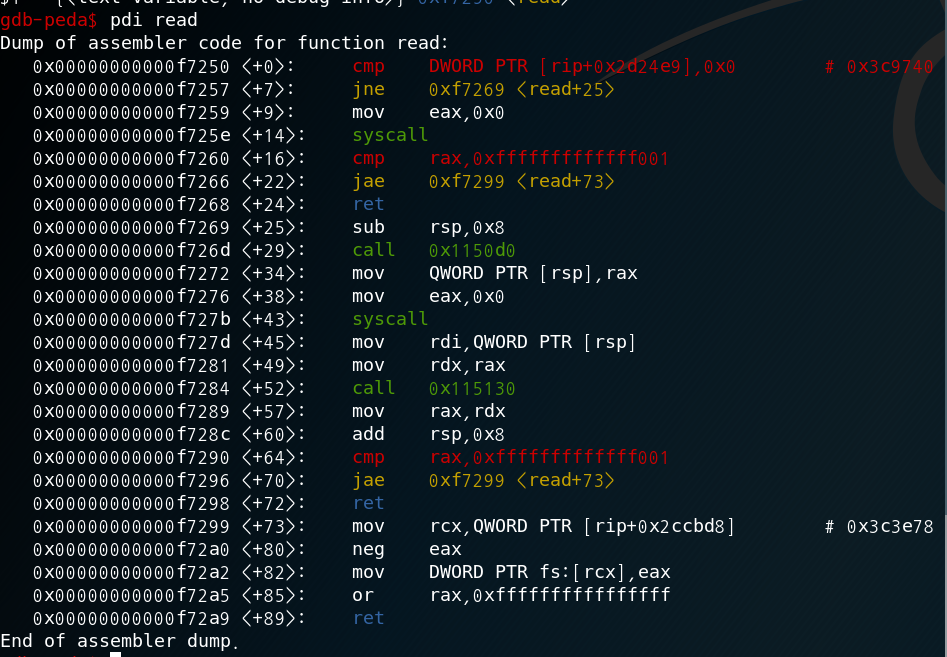 $1 = {<text variable, no debug info>} 0xf7250 <read>
gdb-peda$ pdi read
Dump of assembler code for function read:
   0x00000000000f7250 <+0>:     cmp    DWORD PTR [rip+0x2d24e9],0x0        # 0x3c9740
   0x00000000000f7257 <+7>:     jne    0xf7269 <read+25>
   0x00000000000f7259 <+9>:     mov    eax,0x0
   0x00000000000f725e <+14>:    syscall
   0x00000000000f7260 <+16>:    cmp    rax,0xfffffffffffff001
   0x00000000000f7266 <+22>:    jae    0xf7299 <read+73>
   0x00000000000f7268 <+24>:    ret
   0x00000000000f7269 <+25>:    sub    rsp,0x8
   0x00000000000f726d <+29>:    call   0x1150d0
   0x00000000000f7272 <+34>:    mov    QWORD PTR [rsp],rax
   0x00000000000f7276 <+38>:    mov    eax,0x0
   0x00000000000f727b <+43>:    syscall
   0x00000000000f727d <+45>:    mov    rdi,QWORD PTR [rsp]
   0x00000000000f7281 <+49>:    mov    rdx,rax
   0x00000000000f7284 <+52>:    call   0x115130
   0x00000000000f7289 <+57>:    mov    rax,rdx
   0x00000000000f728c <+60>:    add    rsp,0x8
   0x00000000000f7290 <+64>:    cmp    rax,0xfffffffffffff001
   0x00000000000f7296 <+70>:    jae    0xf7299 <read+73>
   0x00000000000f7298 <+72>:    ret
   0x00000000000f7299 <+73>:    mov    rcx,QWORD PTR [rip+0x2ccbd8]        # 0x3c3e78
   0x00000000000f72a0 <+80>:    neg    eax
   0x00000000000f72a2 <+82>:    mov    DWORD PTR fs:[rcx],eax
   0x00000000000f72a5 <+85>:    or     rax,0xffffffffffffffff
   0x00000000000f72a9 <+89>:    ret
End of assembler dump.